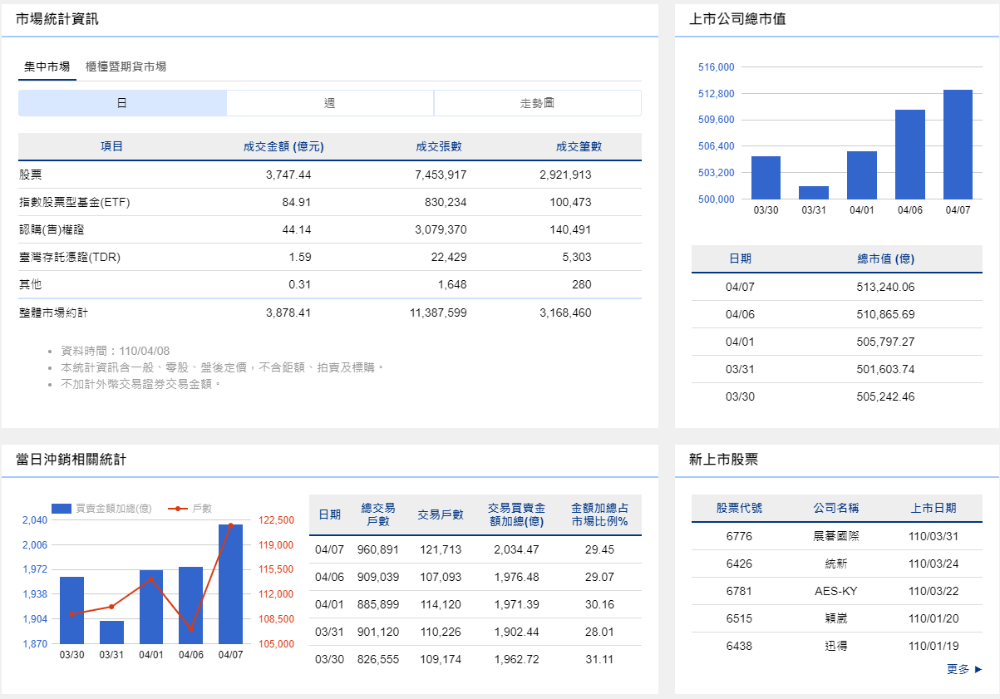 市場統計資訊
集中市場 櫃檯暨期貨市場
日 週 走勢圖
項目 成交金額 (億元) 成交張數 成交筆數
股票 3,747.44 7,453,917 2,921,913
指數股票型基金(ETF) 84.91 830,234 100,473
認購(售)權證 44.14 3,079,370 140,491
臺灣存託憑證(TDR) 1.59 22,429 5,303
其他 0.31 1,648 280
整體市場約計 3,878.41 11,387,599 3,168,460
• 資料時間：110/04/08
• 本統計資訊含一般、零股、盤後定價，不含鉅額、拍賣及標購。
• 不加計外幣交易證券交易金額。
上市公司總市值
516,000
512,800
509,600
506,400
503,200
500,000
03/30 03/31 04/01 04/06 04/07
日期 總市值 (億)
04/07 513,240.06
04/06 510,865.69
04/01 505,797.27
03/31 501,603.74
03/30 505,242.46
當日沖銷相關統計
買賣金額加總(億) 戶數
2,040 122,500
2,006 119,000
1,972 115,500
1,938 112,000
1,904 108,500
1,870 105,000
03/30 03/31 04/01 04/06 04/07
日期 總交易戶數 交易戶數 交易買賣金額加總(億) 金額加總占市場比例%
04/07 960,891 121,713 2,034.47 29.45
04/06 909,039 107,093 1,976.48 29.07
04/01 885,899 114,120 1,971.39 30.16
03/31 901,120 110,226 1,902.44 28.01
03/30 826,555 109,174 1,962.72 31.11
新上市股票
股票代號 公司名稱 上市日期
6776 展碁國際 110/03/31
6426 統新 110/03/24
6781 AES-KY 110/03/22
6515 穎崴 110/01/20
6438 迅得 110/01/19
更多 ►